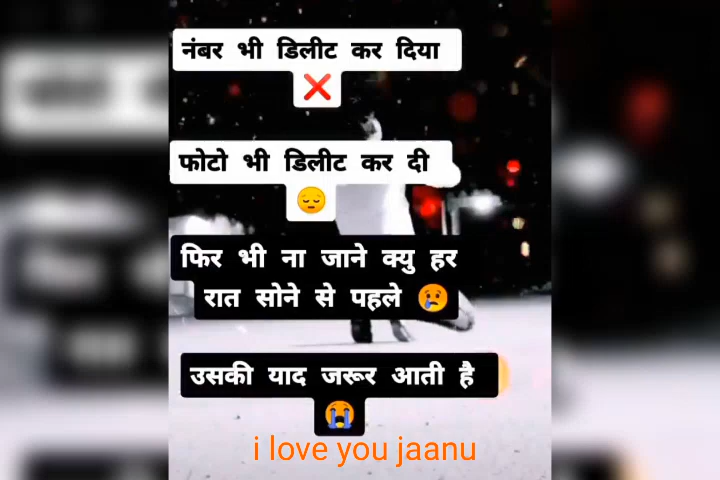 नंबर भी डिलीट कर दिया
❌
फोटो भी डिलीट कर दी
😔
फिर भी ना जाने क्यु हर
रात सोने से पहले 😢
उसकी याद जरूर आती है
😭
i love you jaanu